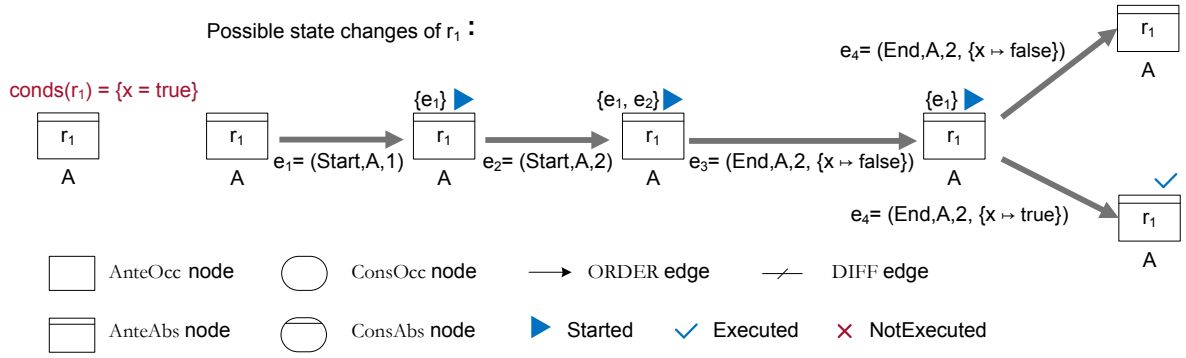 Possible state changes of r₁ :
e₄= (End,A,2, {x ↦ false})
r₁
A
conds(r₁) = {x = true}
r₁
A
r₁
A
e₁= (Start,A,1)
{e₁}
r₁
A
e₂= (Start,A,2)
{e₁, e₂}
r₁
A
e₃= (End,A,2, {x ↦ false})
{e₁}
r₁
A
e₄= (End,A,2, {x ↦ true})
r₁
A
AnteOcc node
ConsOcc node
ORDER edge
DIFF edge
AnteAbs node
ConsAbs node
Started
Executed
NotExecuted